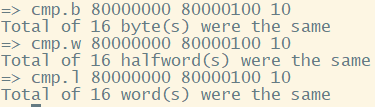 => cmp.b 80000000 80000100 10
Total of 16 byte(s) were the same
=> cmp.w 80000000 80000100 10
Total of 16 halfword(s) were the same
=> cmp.l 80000000 80000100 10
Total of 16 word(s) were the same